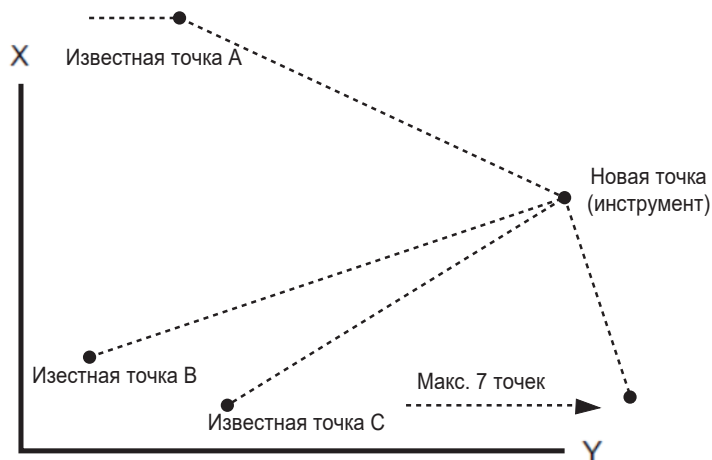 X
Известная точка A
Новая точка
(инструмент)
Изестная точка B
Макс. 7 точек
Известная точка C
Y